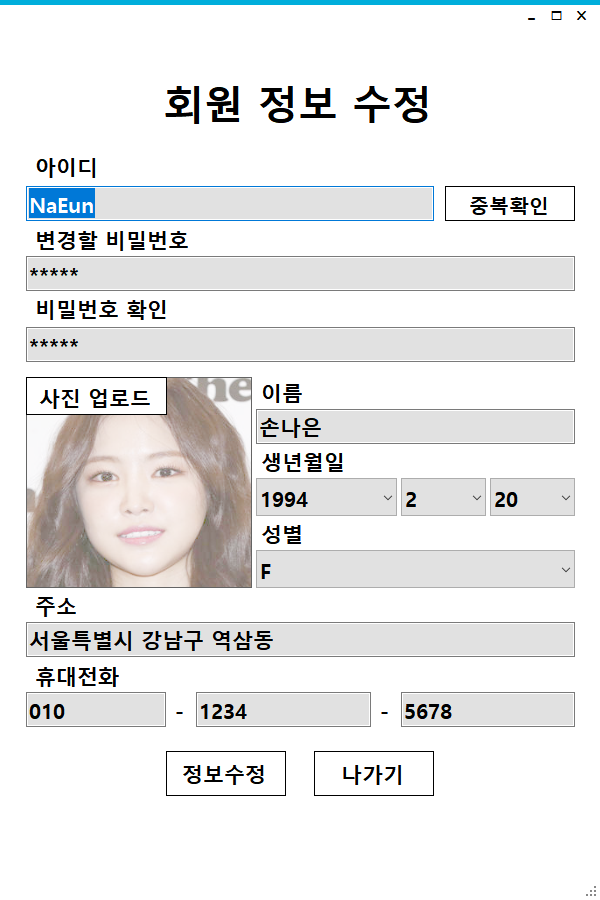 회원 정보 수정
아이디
NaEun
중복확인
변경할 비밀번호
*****
비밀번호 확인
*****
사진 업로드
이름
손나은
생년월일
1994 2 20
성별
F
주소
서울특별시 강남구 역삼동
휴대전화
010 - 1234 - 5678
정보수정 나가기